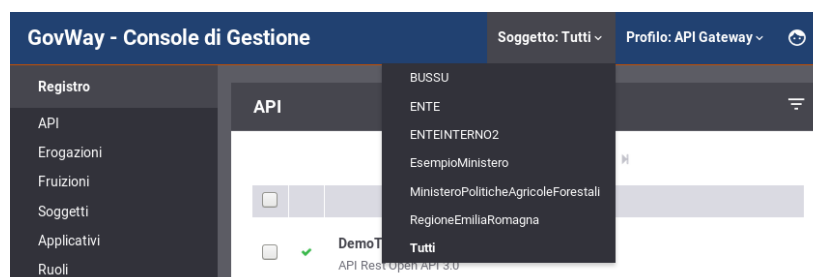 GovWay - Console di Gestione
Soggetto: Tutti
Profilo: API Gateway
Registro
API
Erogazioni
Fruizioni
Soggetti
Applicativi
Ruoli
API
BUSSU
ENTE
ENTEINTERNO2
EsempioMinistero
MinisteroPoliticheAgricoleForestali
RegioneEmiliaRomagna
Tutti
DemoT
API Rest Open API 3.0